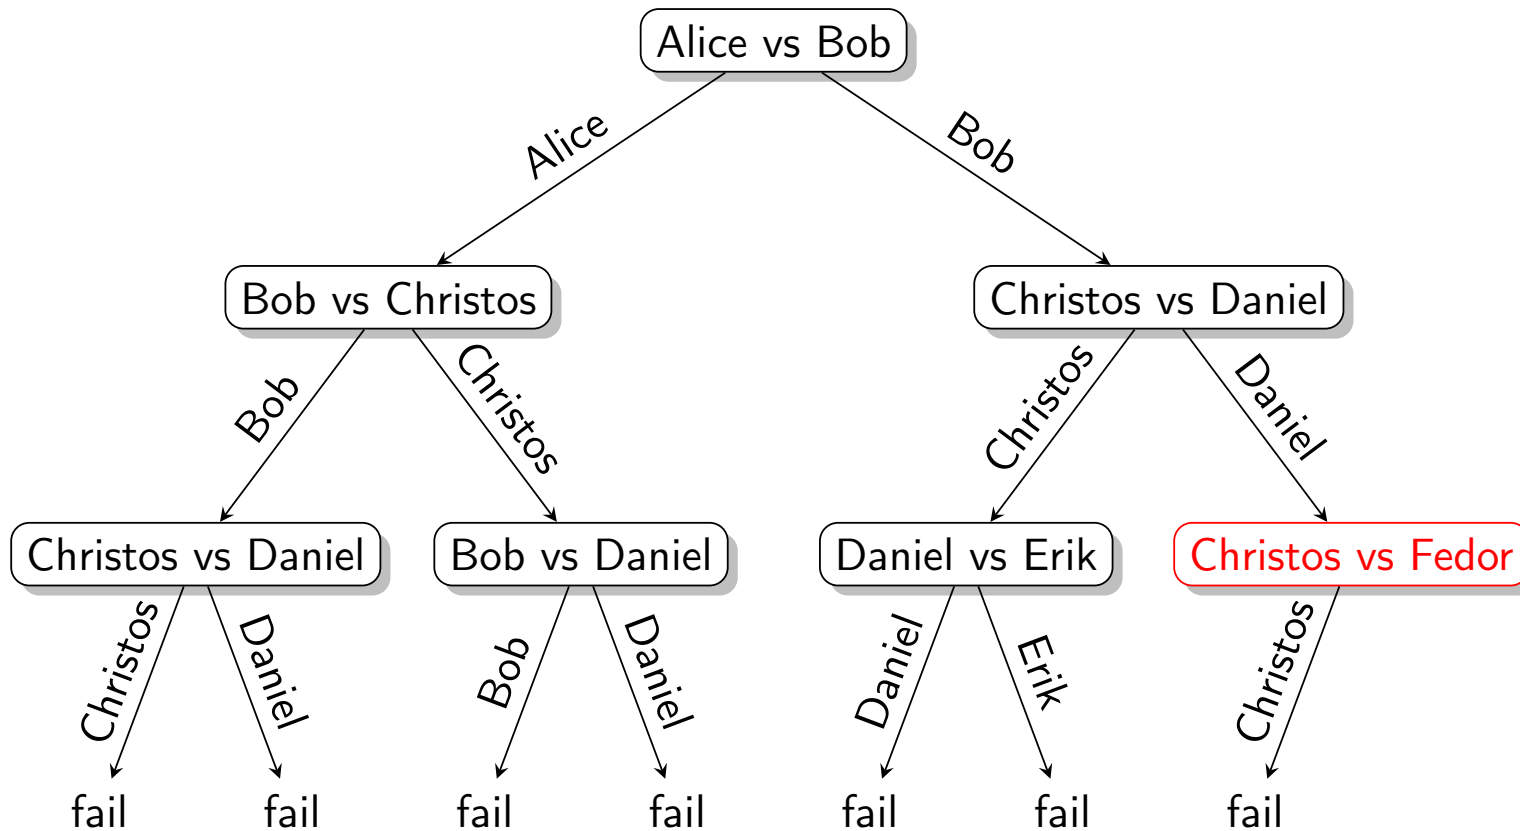 Alice vs Bob
Alice
Bob
Bob vs Christos
Christos vs Daniel
Bob
Christos
Christos
Daniel
Christos vs Daniel
Bob vs Daniel
Daniel vs Erik
Christos vs Fedor
Christos
Daniel
Bob
Daniel
Daniel
Erik
Christos
fail
fail
fail
fail
fail
fail
fail